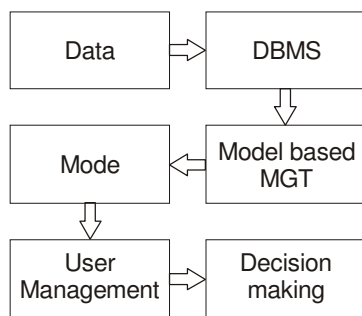 Data
DBMS
Mode
Model based
MGT
User
Management
Decision
making